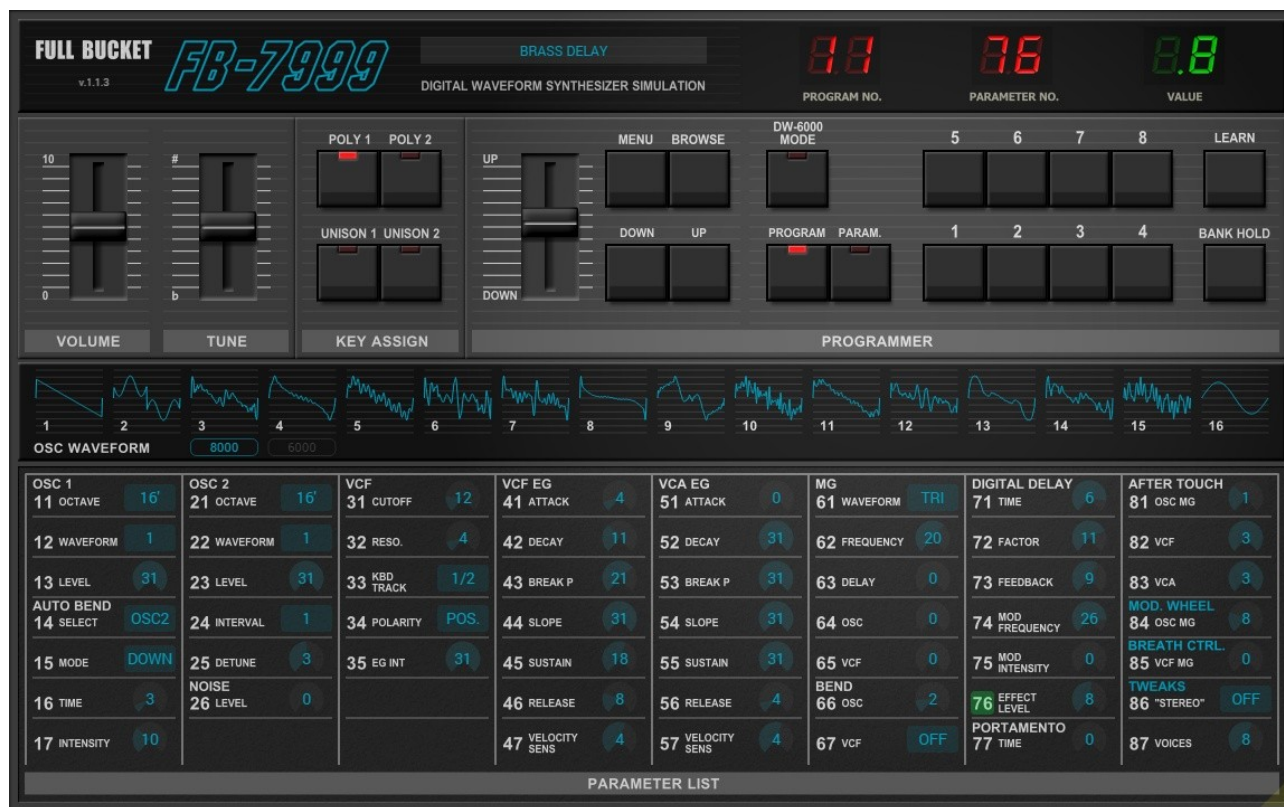 FULL BUCKET
v.1.1.3
FB-7999
BRASS DELAY
DIGITAL WAVEFORM SYNTHESIZER SIMULATION
11
PROGRAM NO.
76
PARAMETER NO.
.8
VALUE
10
0
VOLUME
#
b
TUNE
POLY 1 POLY 2
UNISON 1 UNISON 2
KEY ASSIGN
UP
DOWN
MENU BROWSE
DOWN UP
DW-6000
MODE
PROGRAM PARAM.
5 6 7 8
1 2 3 4
LEARN
BANK HOLD
PROGRAMMER
1 2 3 4 5 6 7 8 9 10 11 12 13 14 15 16
OSC WAVEFORM 8000 6000
OSC 1
11 OCTAVE 16'
12 WAVEFORM 1
13 LEVEL 31
AUTO BEND
14 SELECT OSC2
15 MODE DOWN
16 TIME 3
17 INTENSITY 10
OSC 2
21 OCTAVE 16'
22 WAVEFORM 1
23 LEVEL 31
24 INTERVAL 1
25 DETUNE 3
NOISE
26 LEVEL 0
VCF
31 CUTOFF 12
32 RESO. 4
33 KBD TRACK 1/2
34 POLARITY POS.
35 EG INT 31
VCF EG
41 ATTACK 4
42 DECAY 11
43 BREAK P 21
44 SLOPE 31
45 SUSTAIN 18
46 RELEASE 8
47 VELOCITY SENS 4
VCA EG
51 ATTACK 0
52 DECAY 31
53 BREAK P 31
54 SLOPE 31
55 SUSTAIN 31
56 RELEASE 4
57 VELOCITY SENS 4
MG
61 WAVEFORM TRI
62 FREQUENCY 20
63 DELAY 0
64 OSC 0
65 VCF 0
BEND
66 OSC 2
67 VCF OFF
DIGITAL DELAY
71 TIME 6
72 FACTOR 11
73 FEEDBACK 9
74 MOD FREQUENCY 26
75 MOD INTENSITY 0
76 EFFECT LEVEL 8
PORTAMENTO
77 TIME 0
AFTER TOUCH
81 OSC MG 1
82 VCF 3
83 VCA 3
MOD. WHEEL
84 OSC MG 8
BREATH CTRL.
85 VCF MG 0
TWEAKS
86 "STEREO" OFF
87 VOICES 8
PARAMETER LIST